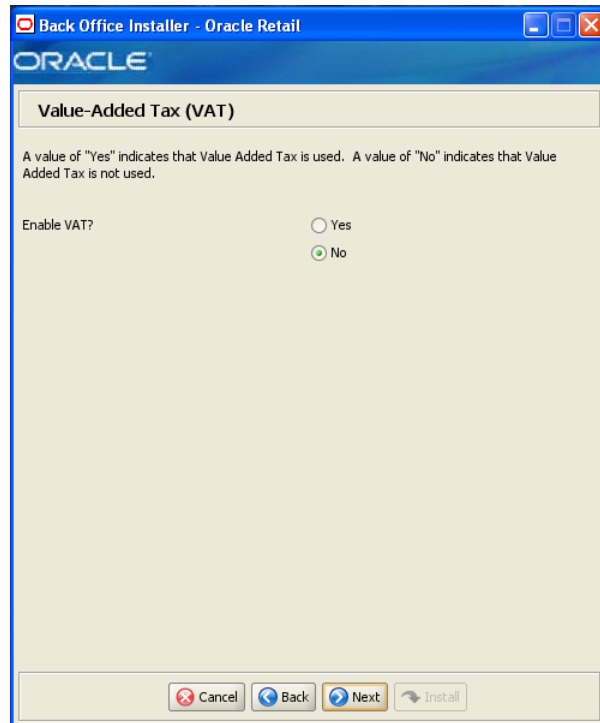 Back Office Installer - Oracle Retail
ORACLE
Value-Added Tax (VAT)
A value of "Yes" indicates that Value Added Tax is used. A value of "No" indicates that Value
Added Tax is not used.
Enable VAT?
Yes
No
Cancel
Back
Next
Install